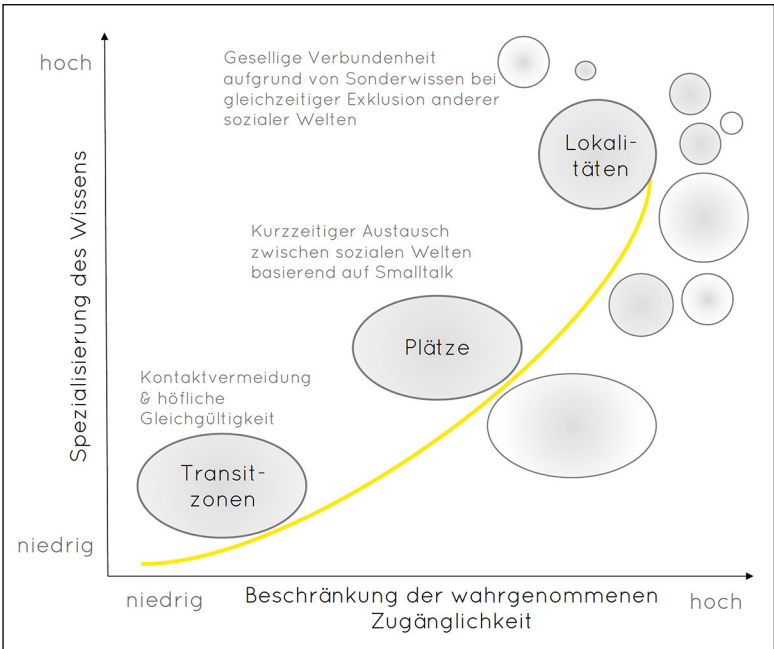 hoch
Gesellige Verbundenheit
aufgrund von Sonderwissen bei
gleichzeitiger Exklusion anderer
sozialer Welten
Lokali-
täten
Spezialisierung des Wissens
Kurzzeitiger Austausch
zwischen sozialen Welten
basierend auf Smalltalk
Plätze
Kontaktvermeidung
& höfliche
Gleichgültigkeit
Transit-
zonen
niedrig
niedrig
Beschränkung der wahrgenommenen
Zugänglichkeit
hoch